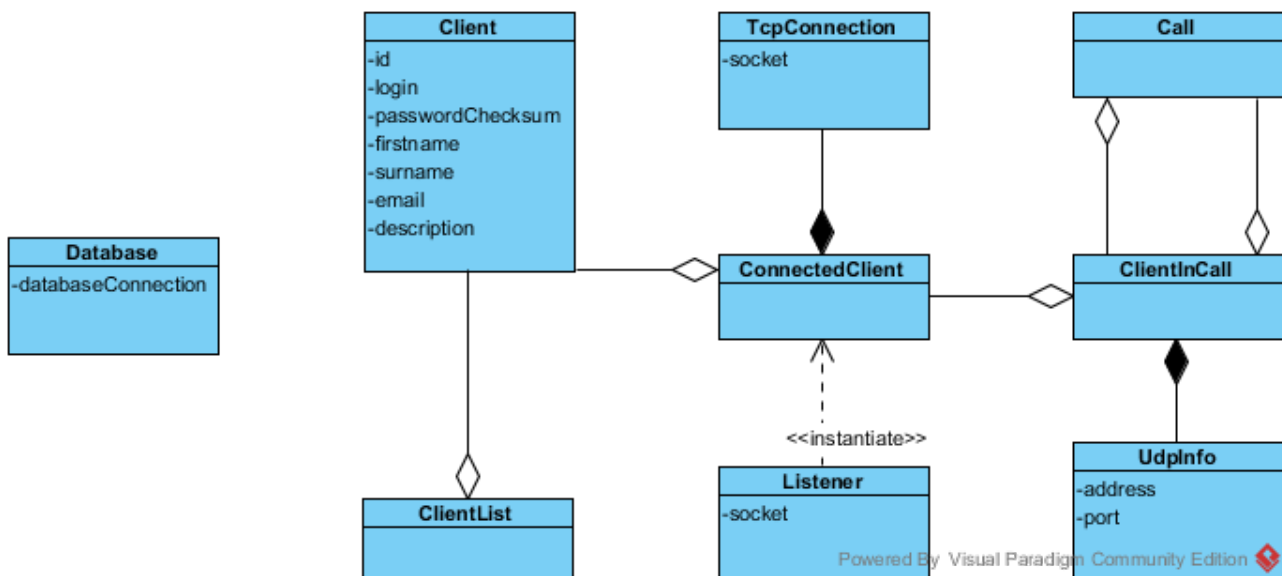 Client
-id
-login
-passwordChecksum
-firstname
-surname
-email
-description
TcpConnection
-socket
Call
Database
-databaseConnection
ConnectedClient
ClientInCall
<<instantiate>>
ClientList
Listener
-socket
UdpInfo
-address
-port
Powered By Visual Paradigm Community Edition